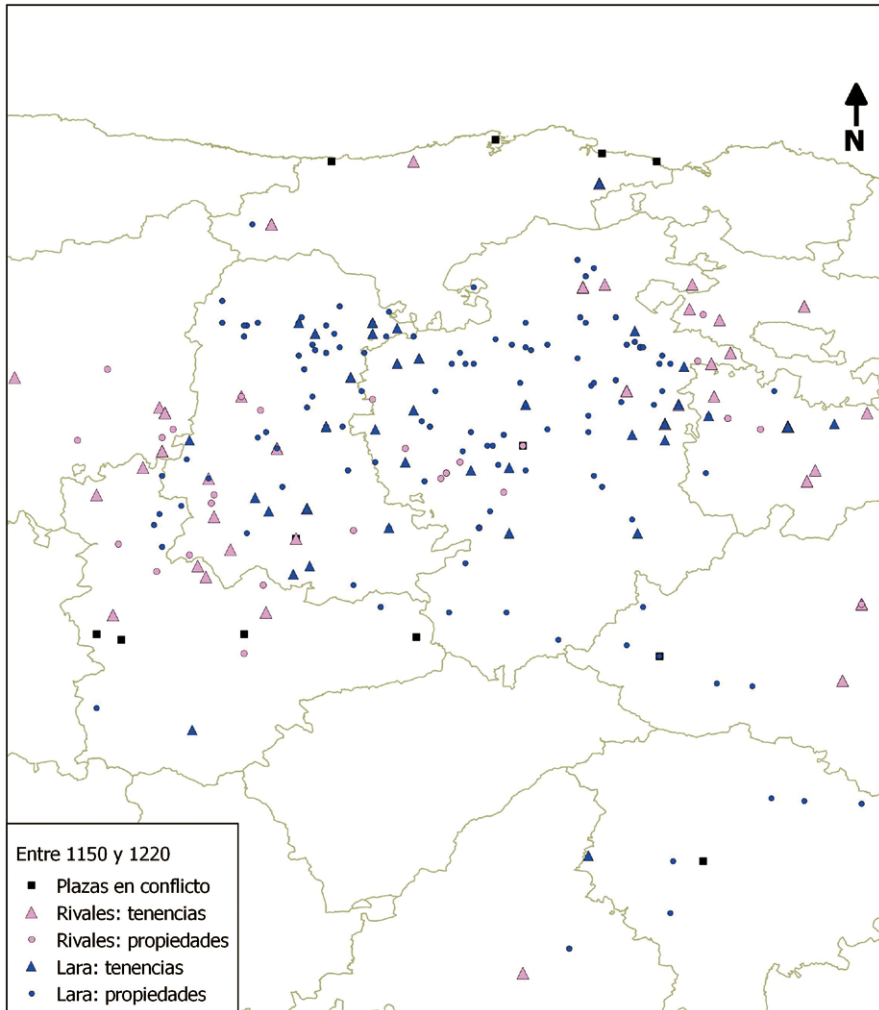 N
Entre 1150 y 1220
Plazas en conflicto
Rivales: tenencias
Rivales: propiedades
Lara: tenencias
Lara: propiedades